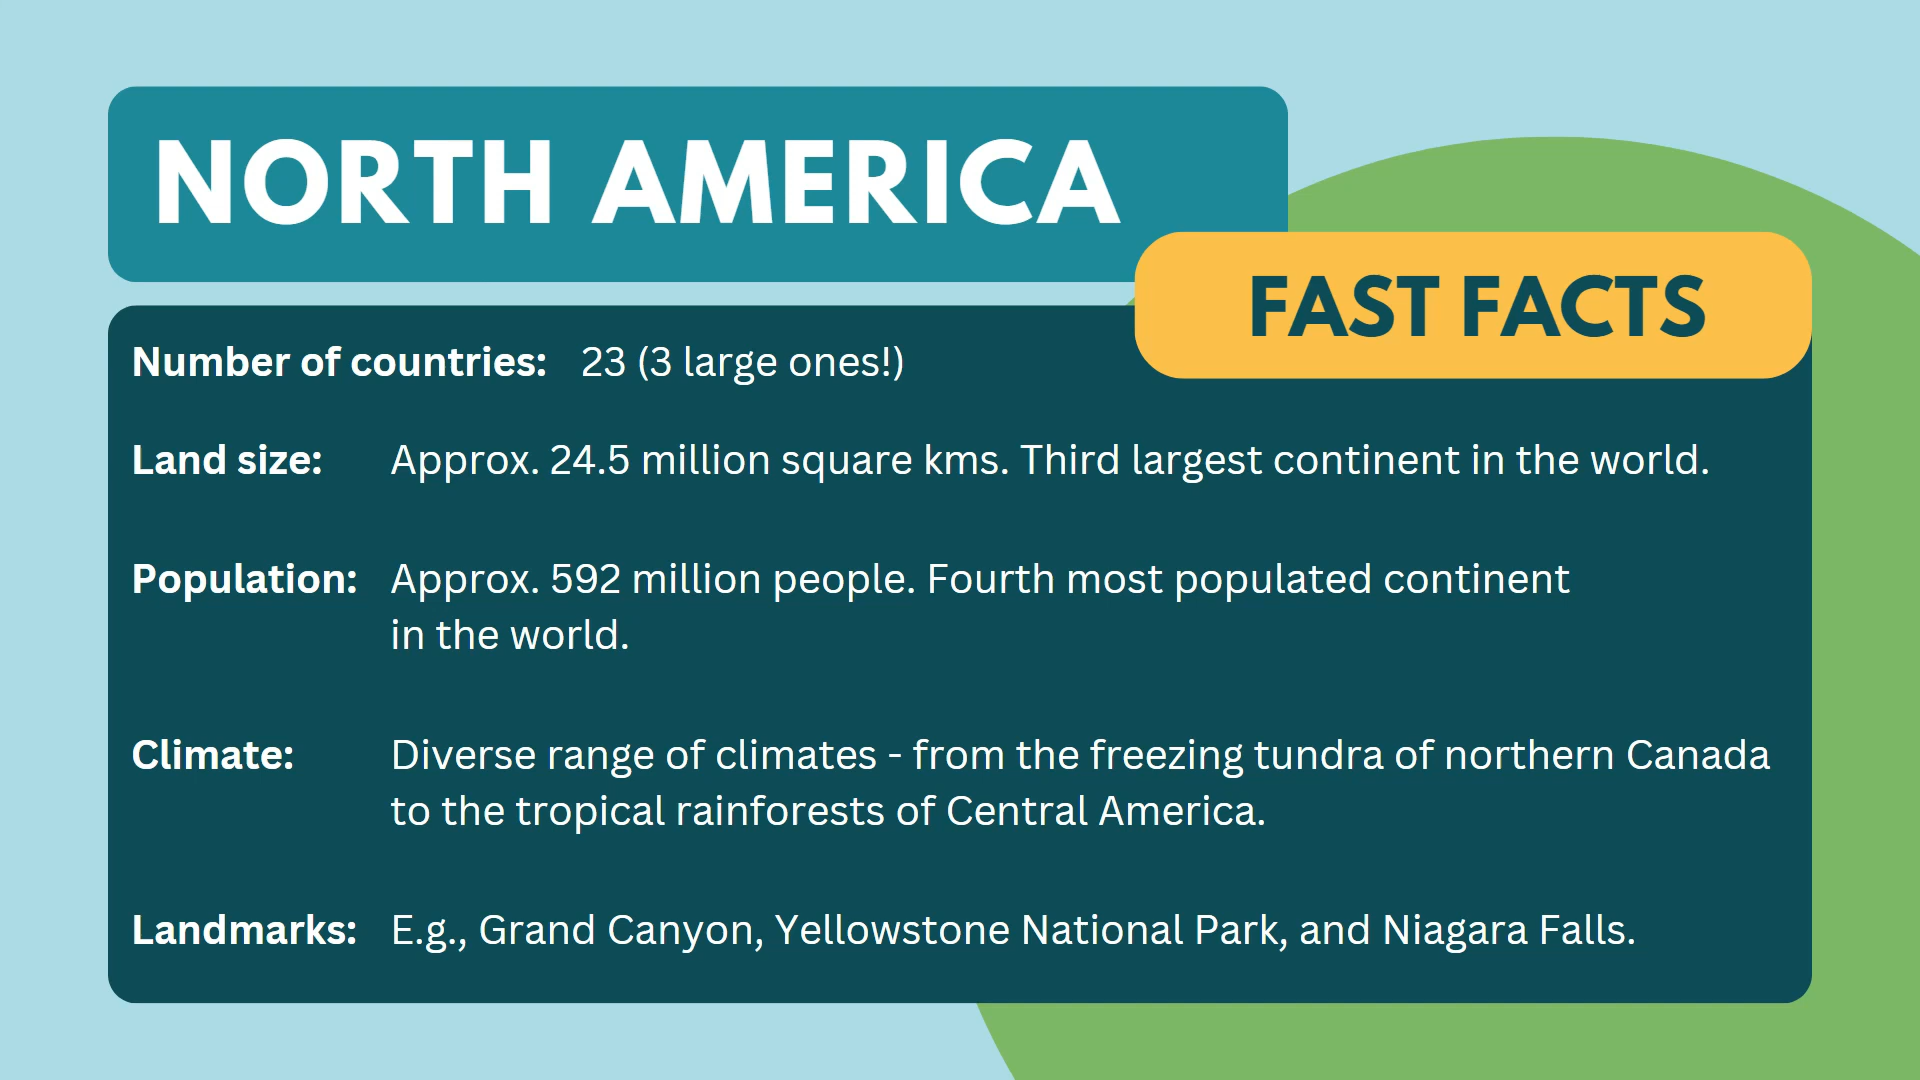 NORTH AMERICA
FAST FACTS
Number of countries: 23 (3 large ones!)
Land size: Approx. 24.5 million square kms. Third largest continent in the world.
Population: Approx. 592 million people. Fourth most populated continent
in the world.
Climate: Diverse range of climates - from the freezing tundra of northern Canada
to the tropical rainforests of Central America.
Landmarks: E.g., Grand Canyon, Yellowstone National Park, and Niagara Falls.